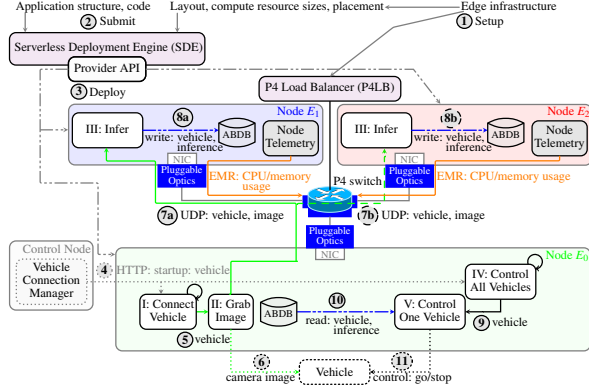 Application structure, code
Layout, compute resource sizes, placement
Edge infrastructure
2 Submit
1 Setup
Serverless Deployment Engine (SDE)
Provider API
3 Deploy
P4 Load Balancer (P4LB)
Node E1
8a
III: Infer
write: vehicle,
inference
ABDB
Node
Telemetry
Node E2
8b
III: Infer
write: vehicle,
inference
ABDB
Node
Telemetry
NIC
Pluggable
Optics
EMR: CPU/memory
usage
P4 switch
NIC
Pluggable
Optics
EMR: CPU/memory
usage
7a UDP: vehicle, image
7b UDP: vehicle, image
Pluggable
Optics
NIC
Node E0
Control Node
Vehicle
Connection
Manager
4 HTTP: startup: vehicle
I: Connect
Vehicle
II: Grab
Image
ABDB
10
read: vehicle,
inference
V: Control
One Vehicle
IV: Control
All Vehicles
5 vehicle
9 vehicle
6
camera image
Vehicle
11
control: go/stop